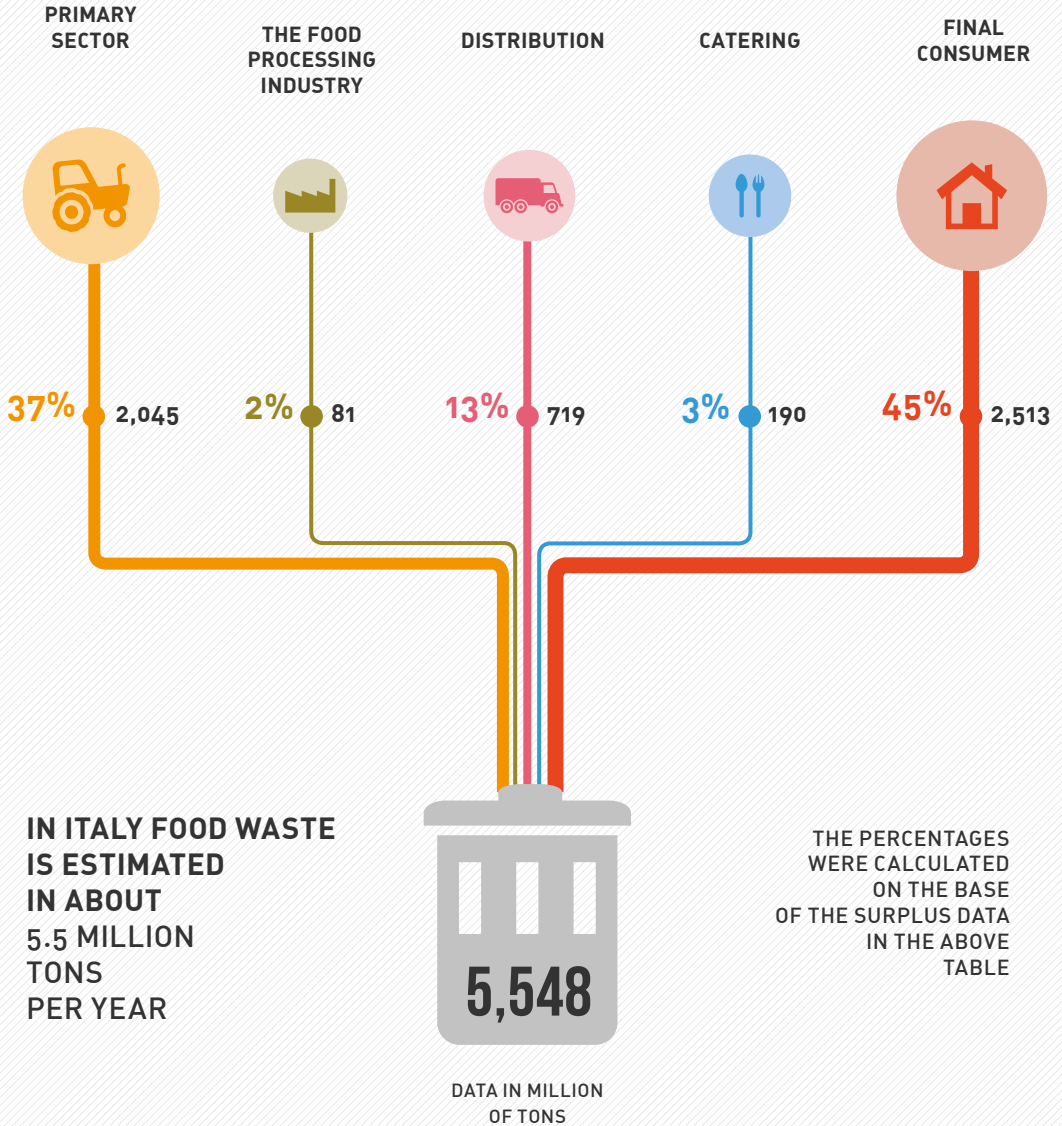 PRIMARY
SECTOR
THE FOOD
PROCESSING
INDUSTRY
DISTRIBUTION
CATERING
FINAL
CONSUMER
37% 2,045
2% 81
13% 719
3% 190
45% 2,513
IN ITALY FOOD WASTE
IS ESTIMATED
IN ABOUT
5.5 MILLION
TONS
PER YEAR
5,548
DATA IN MILLION
OF TONS
THE PERCENTAGES
WERE CALCULATED
ON THE BASE
OF THE SURPLUS DATA
IN THE ABOVE
TABLE